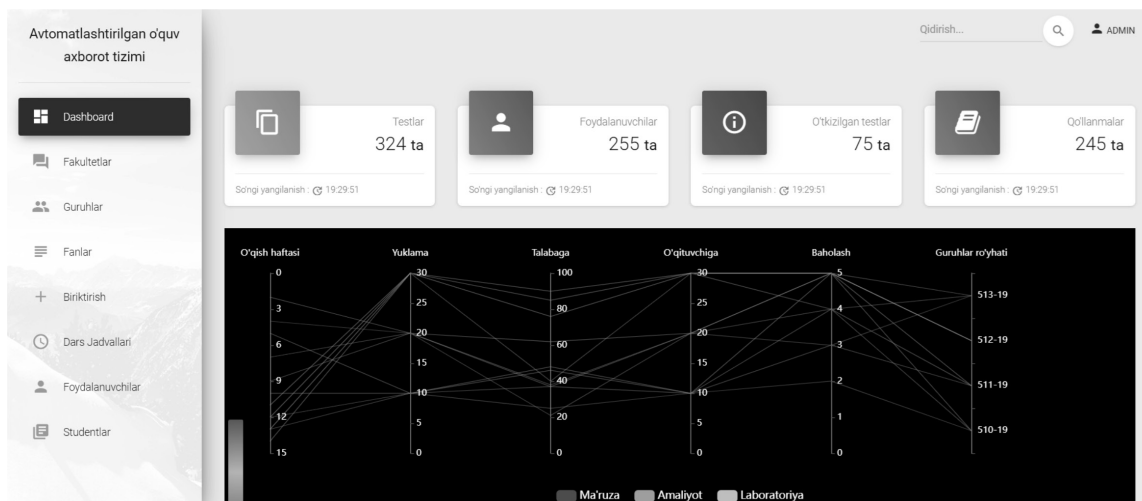 Avtomatlashtirilgan o'quv
axborot tizimi
Dashboard
Fakultetlar
Guruhlar
Fanlar
Biriktirish
Dars Jadvallari
Foydalanuvchilar
Studentlar
Qidirish...
ADMIN
Testlar
324 ta
So'ngi yangilanish : 19:29:51
Foydalanuvchilar
255 ta
So'ngi yangilanish : 19:29:51
O'tkizilgan testlar
75 ta
So'ngi yangilanish : 19:29:51
Qo'llanmalar
245 ta
So'ngi yangilanish : 19:29:51
O'qish haftasi
0
3
6
9
12
15
Yuklama
30
25
20
15
10
5
0
Talabaga
100
80
60
40
20
0
O'qituvchiga
30
25
20
15
10
5
0
Baholash
5
4
3
2
1
0
Guruhlar ro'yhati
513-19
512-19
511-19
510-19
Ma'ruza Amaliyot Laboratoriya